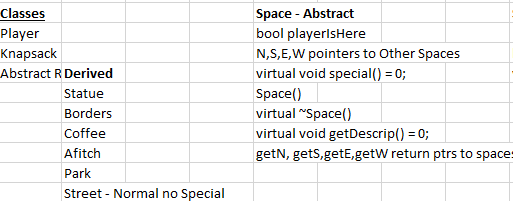 Classes Space - Abstract
Player bool playerIsHere
Knapsack N,S,E,W pointers to Other Spaces
Abstract R Derived virtual void special() = 0;
Statue Space()
Borders virtual ~Space()
Coffee virtual void getDescrip() = 0;
Afitch getN, getS,getE,getW return ptrs to spaces
Park
Street - Normal no Special